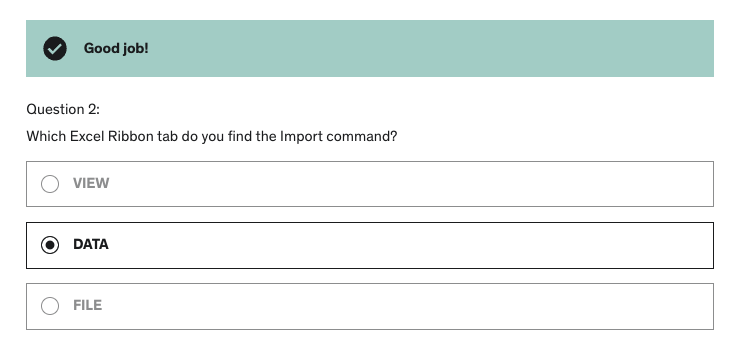 Good job!
Question 2:
Which Excel Ribbon tab do you find the Import command?
VIEW
DATA
FILE